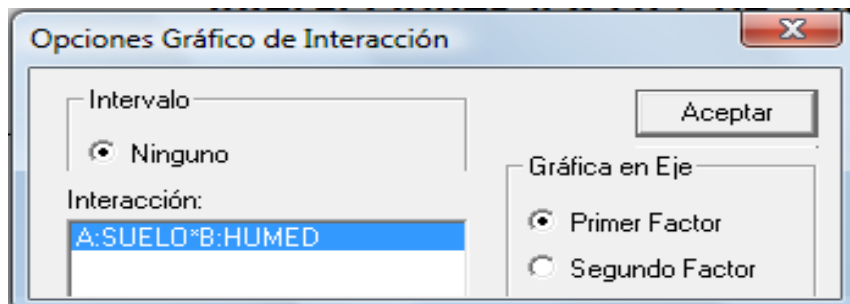 Opciones Gráfico de Interacción
Intervalo
Ninguno
Interacción:
A:SUELO*B:HUMED
Aceptar
Gráfica en Eje
Primer Factor
Segundo Factor